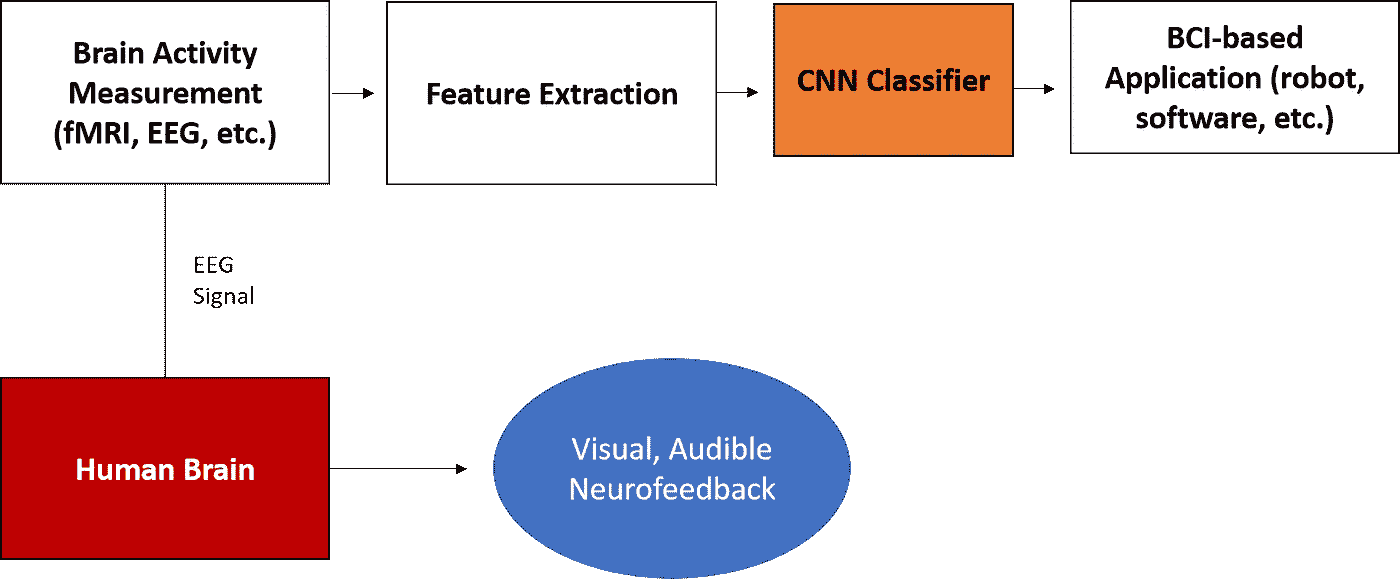 Brain Activity
Measurement
(fMRI, EEG, etc.)
Feature Extraction
CNN Classifier
BCI-based
Application (robot,
software, etc.)
EEG
Signal
Human Brain
Visual, Audible
Neurofeedback